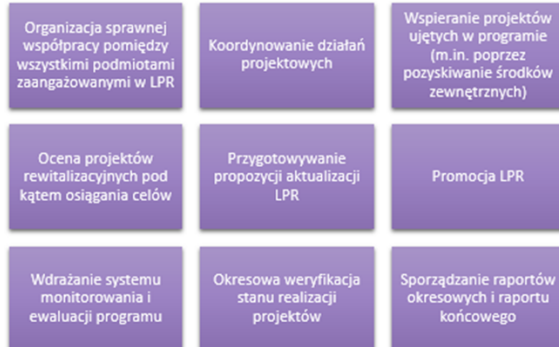 Organizacja sprawnej
współpracy pomiędzy
wszystkimi podmiotami
zaangażowanymi w LPR
Koordynowanie działań
projektowych
Wspieranie projektów
ujętych w programie
(m.in. poprzez
pozyskiwanie środków
zewnętrznych)
Ocena projektów
rewitalizacyjnych pod
kątem osiągania celów
Przygotowywanie
propozycji aktualizacji
LPR
Promocja LPR
Wdrażanie systemu
monitorowania i
ewaluacji programu
Okresowa weryfikacja
stanu realizacji
projektów
Sporządzanie raportów
okresowych i raportu
końcowego